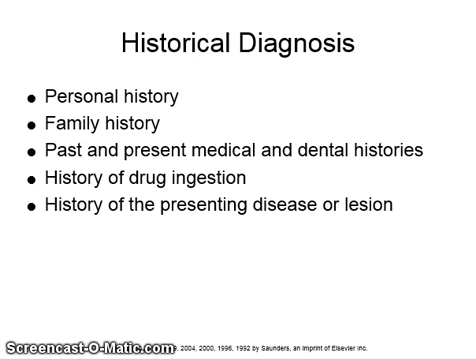 Historical Diagnosis
● Personal history
● Family history
● Past and present medical and dental histories
● History of drug ingestion
● History of the presenting disease or lesion
Screencast-O-Matic.com 9, 2004, 2000, 1996, 1992 by Saunders, an imprint of Elsevier Inc.